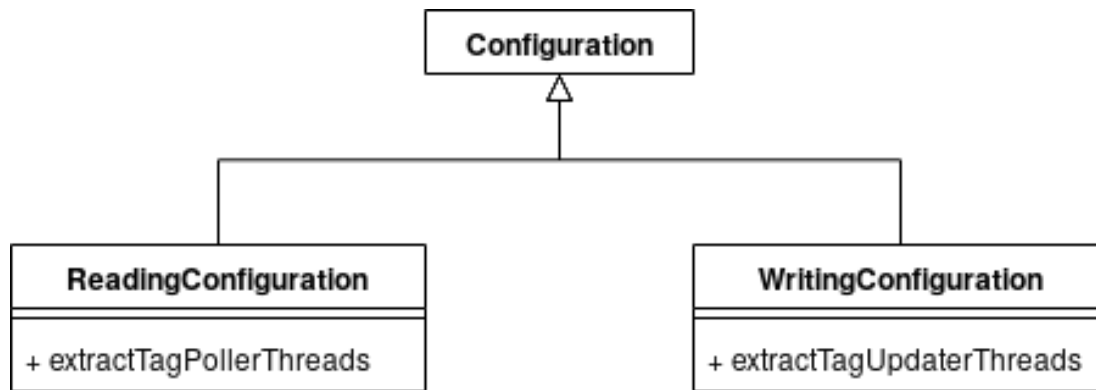 Configuration
ReadingConfiguration
+ extractTagPollerThreads
WritingConfiguration
+ extractTagUpdaterThreads